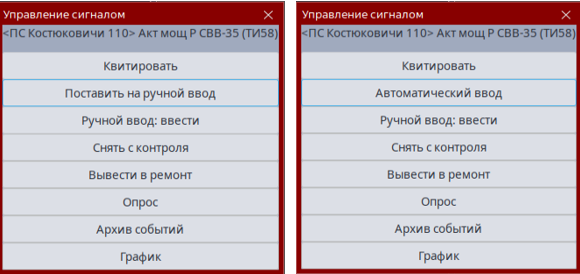 Управление сигналом
<ПС Костюковичи 110> Акт мощ P СВВ-35 (ТИ58)
Квитировать
Поставить на ручной ввод
Ручной ввод: ввести
Снять с контроля
Вывести в ремонт
Опрос
Архив событий
График
Управление сигналом
<ПС Костюковичи 110> Акт мощ P СВВ-35 (ТИ58)
Квитировать
Автоматический ввод
Ручной ввод: ввести
Снять с контроля
Вывести в ремонт
Опрос
Архив событий
График